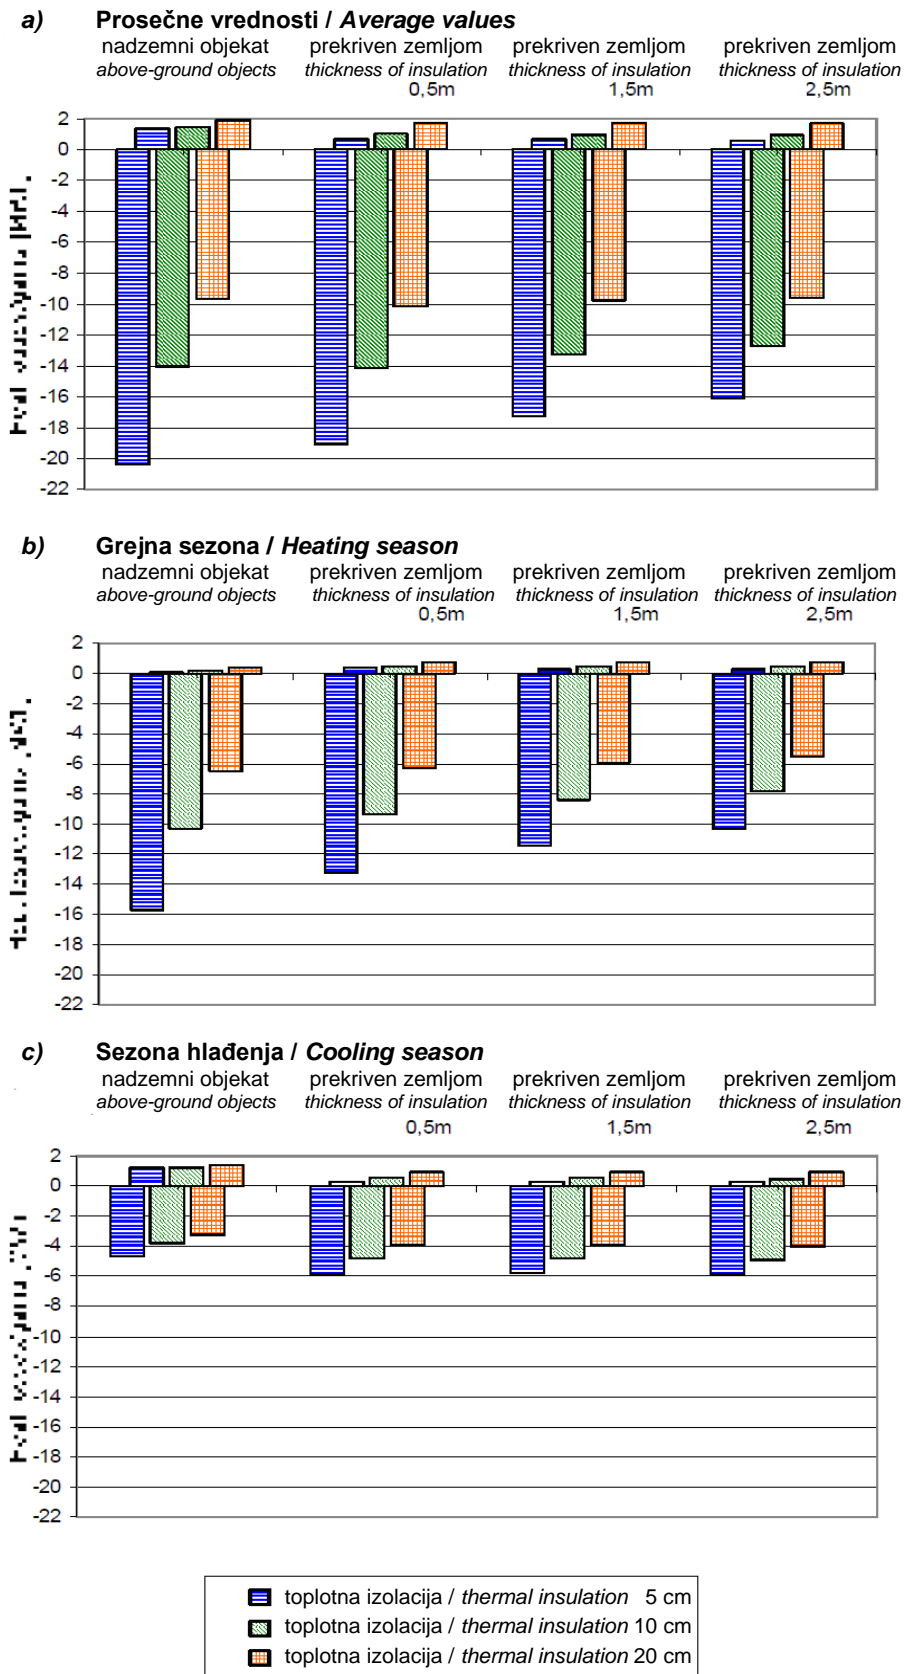 a) Prosečne vrednosti / Average values
nadzemni objekat prekriven zemljom prekriven zemljom prekriven zemljom
above-ground objects thickness of insulation thickness of insulation thickness of insulation
0,5m 1,5m 2,5m
2
0
-2
-4
-6
-8
-10
-12
-14
-16
-18
-20
-22
b) Grejna sezona / Heating season
nadzemni objekat prekriven zemljom prekriven zemljom prekriven zemljom
above-ground objects thickness of insulation thickness of insulation thickness of insulation
0,5m 1,5m 2,5m
2
0
-2
-4
-6
-8
-10
-12
-14
-16
-18
-20
-22
c) Sezona hlađenja / Cooling season
nadzemni objekat prekriven zemljom prekriven zemljom prekriven zemljom
above-ground objects thickness of insulation thickness of insulation thickness of insulation
0,5m 1,5m 2,5m
2
0
-2
-4
-6
-8
-10
-12
-14
-16
-18
-20
-22
toplotna izolacija / thermal insulation 5 cm
toplotna izolacija / thermal insulation 10 cm
toplotna izolacija / thermal insulation 20 cm